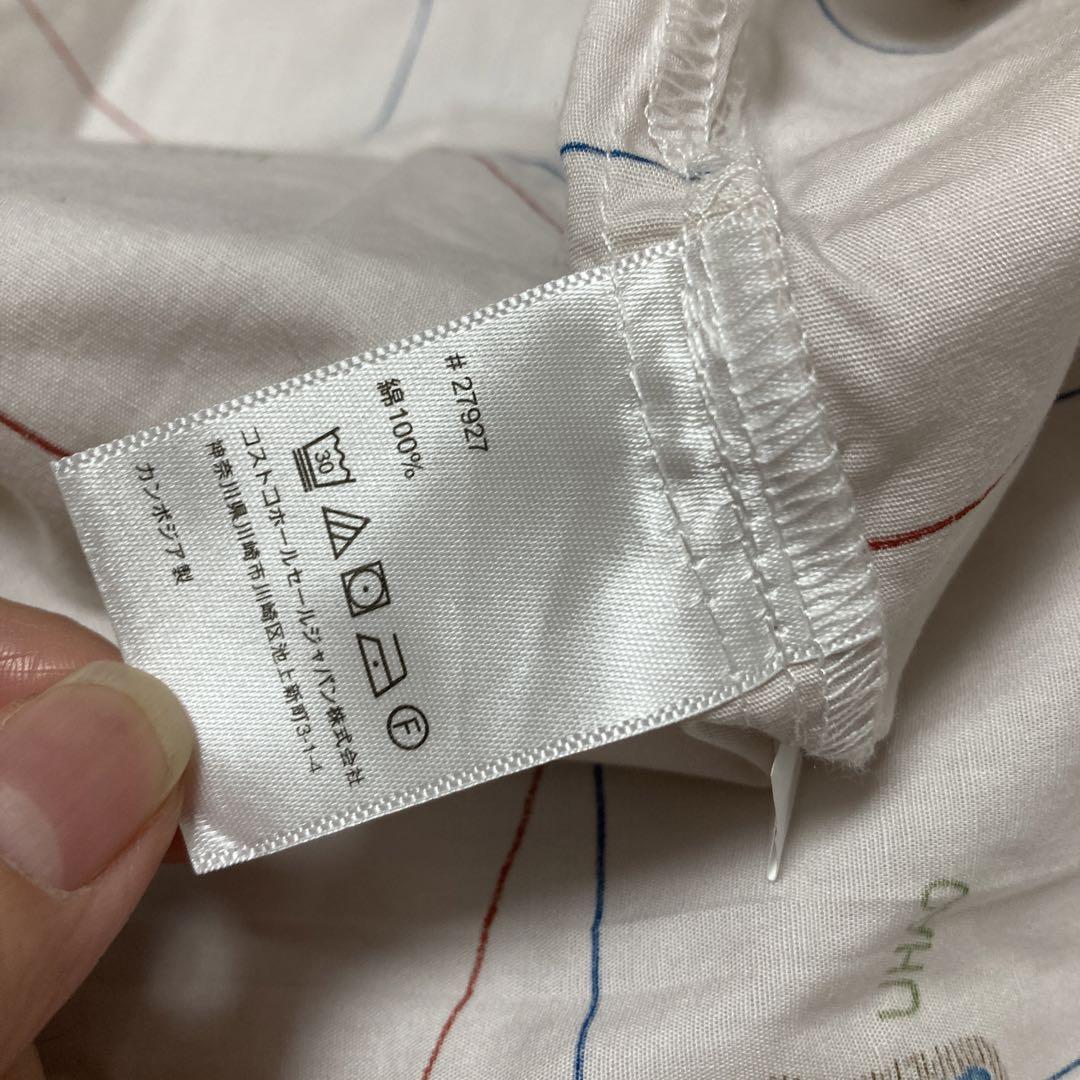 # 27927
綿100%
30
F
コストコホールセールジャパン株式会社
神奈川県川崎市川崎区池上新町3-1-4
カンボジア製
OAHU